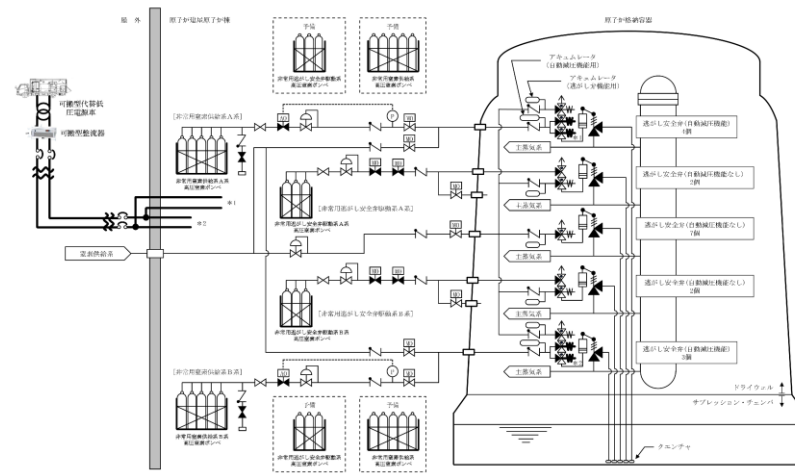 屋 外
原子炉建屋原子炉棟
原子炉格納容器
予備
非常用逃がし安全弁駆動系
高圧窒素ボンベ
予備
非常用窒素供給系
高圧窒素ボンベ
アキュムレータ
(自動減圧機能用)
アキュムレータ
(逃がし弁機能用)
可搬型代替低
圧電源車
可搬型整流器
[非常用窒素供給系A系]
AO
P
MO
非常用窒素供給系A系
高圧窒素ボンベ
主蒸気系
逃がし安全弁(自動減圧機能)
4個
MO
MO
MO
非常用逃がし安全弁駆動系A系
高圧窒素ボンベ
[非常用逃がし安全弁駆動系A系]
主蒸気系
逃がし安全弁(自動減圧機能なし)
2個
※1
※2
窒素供給系
MO
主蒸気系
逃がし安全弁(自動減圧機能なし)
7個
MO
MO
MO
非常用逃がし安全弁駆動系B系
高圧窒素ボンベ
[非常用逃がし安全弁駆動系B系]
主蒸気系
逃がし安全弁(自動減圧機能なし)
2個
MO
[非常用窒素供給系B系]
AO
P
MO
非常用窒素供給系B系
高圧窒素ボンベ
主蒸気系
逃がし安全弁(自動減圧機能)
3個
ドライウェル
サプレッション・チェンバ
予備
非常用逃がし安全弁駆動系
高圧窒素ボンベ
予備
非常用窒素供給系
高圧窒素ボンベ
クエンチャ